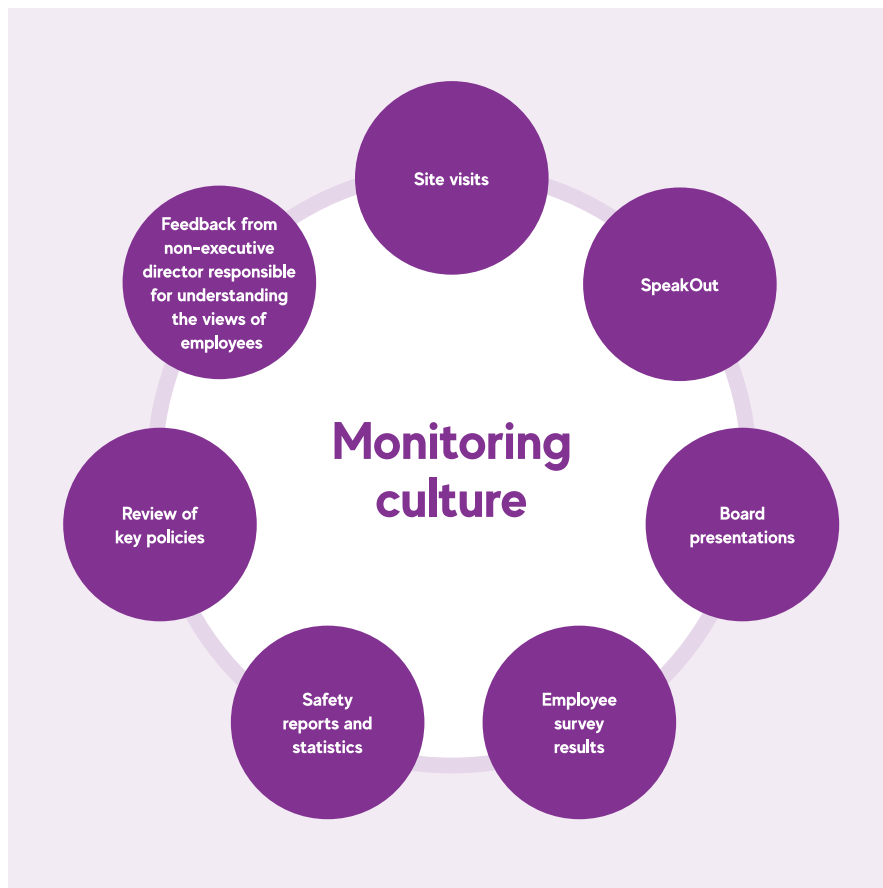 Site visits
SpeakOut
Board
presentations
Employee
survey
results
Safety
reports and
statistics
Review of
key policies
Feedback from
non-executive
director responsible
for understanding
the views of
employees
Monitoring
culture